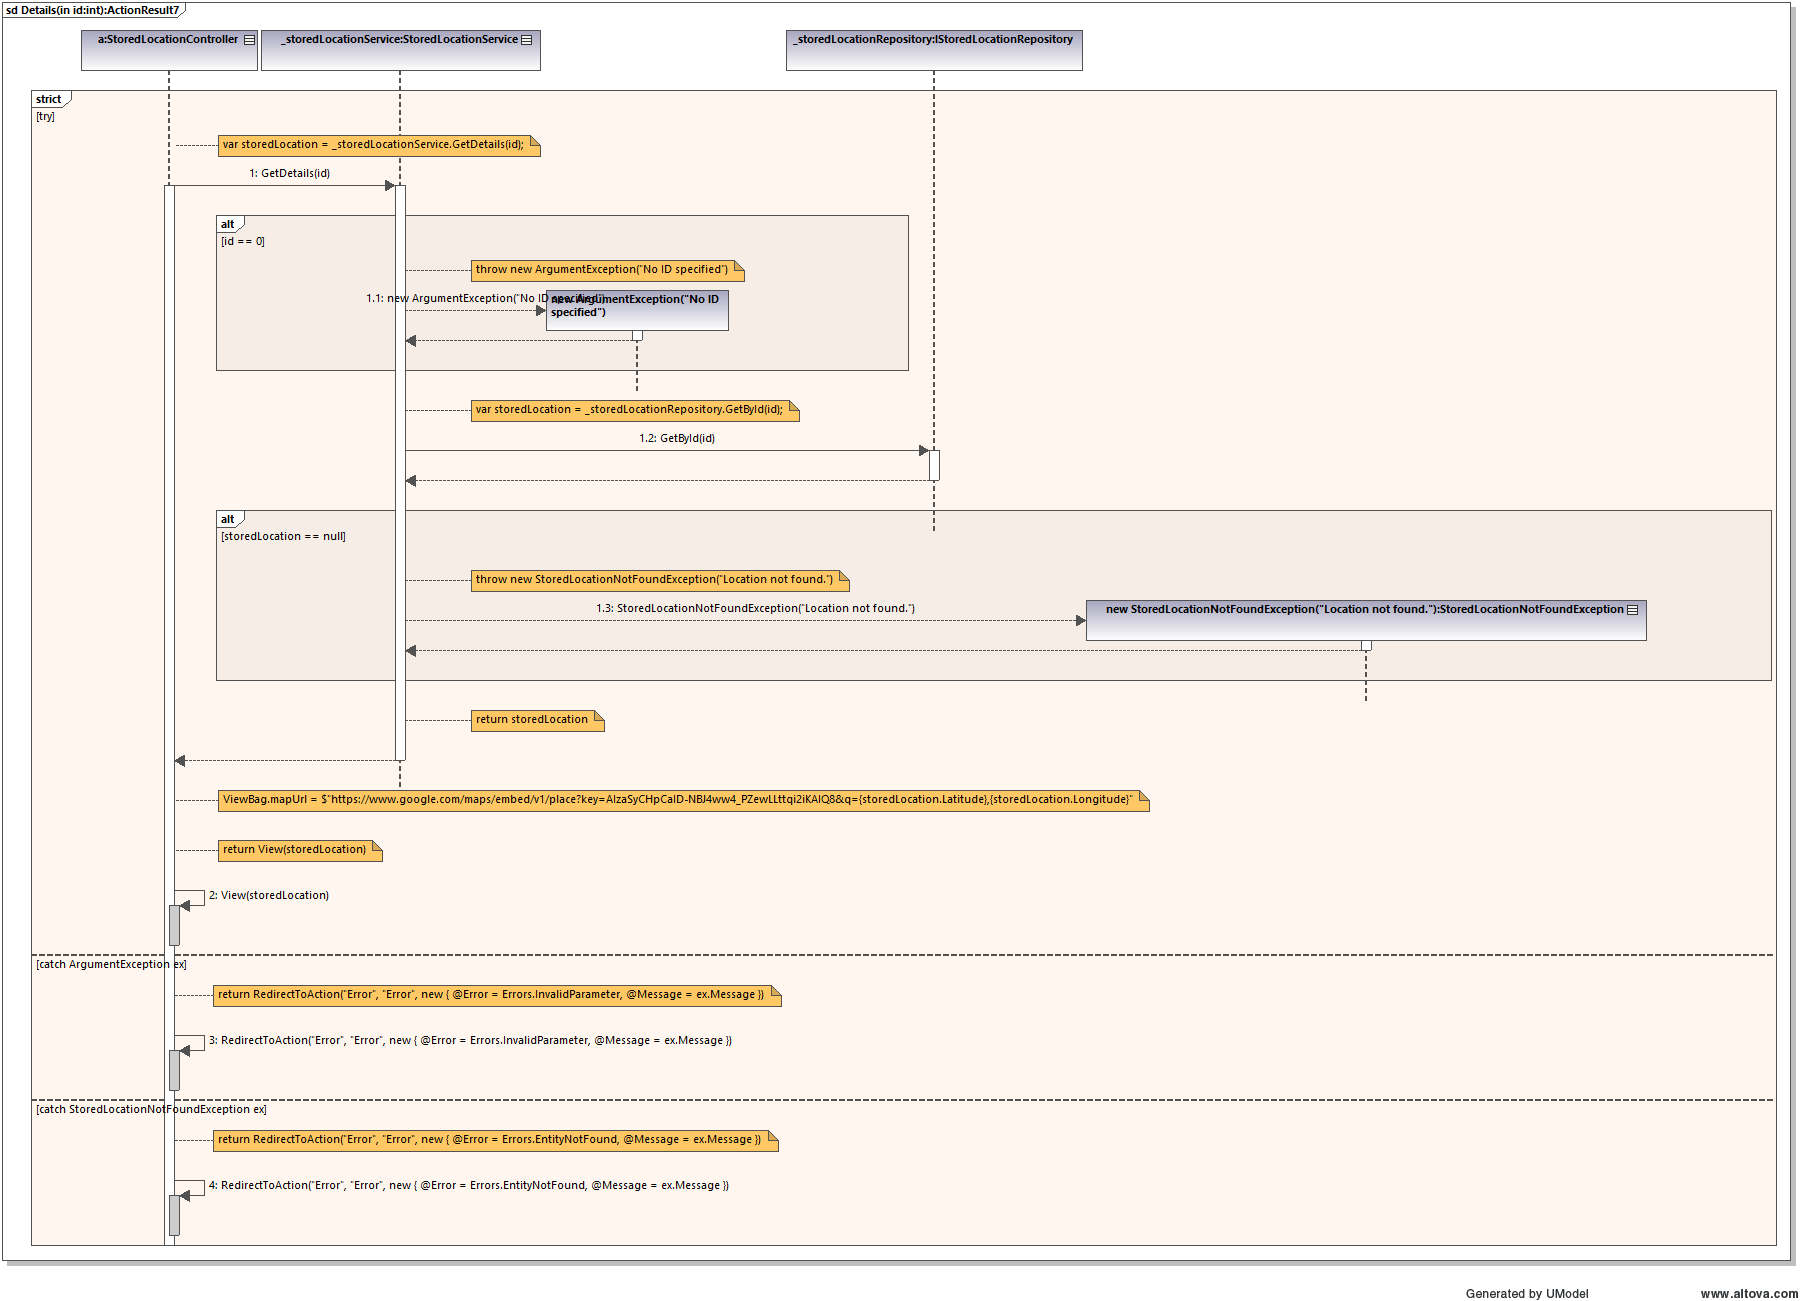 sd Details(in id:int):ActionResult7
a:StoredLocationController
_storedLocationService:StoredLocationService
_storedLocationRepository:IStoredLocationRepository
strict
[try]
var storedLocation = _storedLocationService.GetDetails(id);
1: GetDetails(id)
alt
[id == 0]
throw new ArgumentException("No ID specified")
1.1: new ArgumentException("No ID specified")
new ArgumentException("No ID
specified")
var storedLocation = _storedLocationRepository.GetById(id);
1.2: GetById(id)
alt
[storedLocation == null]
throw new StoredLocationNotFoundException("Location not found.")
1.3: StoredLocationNotFoundException("Location not found.")
new StoredLocationNotFoundException("Location not found."):StoredLocationNotFoundException
return storedLocation
ViewBag.mapUrl = $"https://www.google.com/maps/embed/v1/place?key=AIzaSyCHpCaID-NBJ4ww4_PZewLLttqi2iKAIQ8&q={storedLocation.Latitude},{storedLocation.Longitude}"
return View(storedLocation)
2: View(storedLocation)
[catch ArgumentException ex]
return RedirectToAction("Error", "Error", new { @Error = Errors.InvalidParameter, @Message = ex.Message })
3: RedirectToAction("Error", "Error", new { @Error = Errors.InvalidParameter, @Message = ex.Message })
[catch StoredLocationNotFoundException ex]
return RedirectToAction("Error", "Error", new { @Error = Errors.EntityNotFound, @Message = ex.Message })
4: RedirectToAction("Error", "Error", new { @Error = Errors.EntityNotFound, @Message = ex.Message })
Generated by UModel
www.altova.com